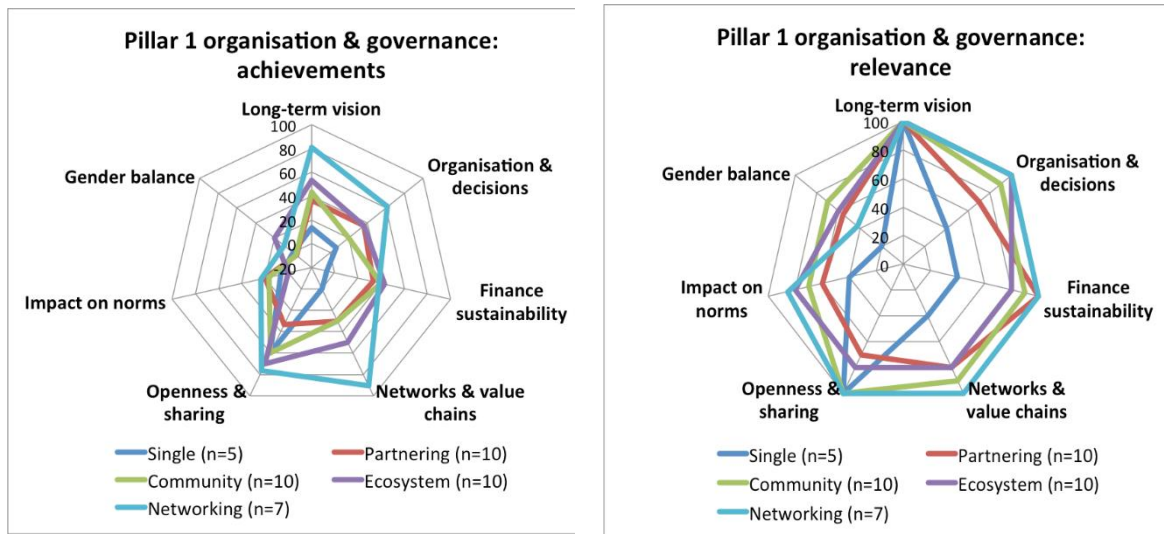 Pillar 1 organisation & governance:
achievements
Long-term vision
100
80
60
40
20
0
-20
Organisation &
decisions
Finance
sustainability
Networks & value
chains
Openness &
sharing
Impact on norms
Gender balance
Single (n=5)
Partnering (n=10)
Community (n=10)
Ecosystem (n=10)
Networking (n=7)
Pillar 1 organisation & governance:
relevance
Long-term vision
100
80
60
40
20
0
Organisation &
decisions
Finance
sustainability
Networks &
value chains
Openness &
sharing
Impact on
norms
Gender balance
Single (n=5)
Partnering (n=10)
Community (n=10)
Ecosystem (n=10)
Networking (n=7)